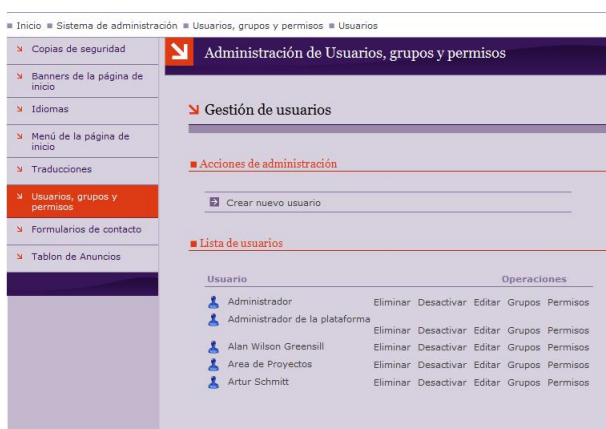 Inicio Sistema de administración Usuarios, grupos y permisos Usuarios
Copias de seguridad
Banners de la página de
inicio
Idiomas
Menú de la página de
inicio
Traducciones
Usuarios, grupos y
permisos
Formularios de contacto
Tablon de Anuncios
Administración de Usuarios, grupos y permisos
Gestión de usuarios
Acciones de administración
Crear nuevo usuario
Lista de usuarios
Usuario Operaciones
Administrador Eliminar Desactivar Editar Grupos Permisos
Administrador de la plataforma
Eliminar Desactivar Editar Grupos Permisos
Alan Wilson Greensill Eliminar Desactivar Editar Grupos Permisos
Area de Proyectos Eliminar Desactivar Editar Grupos Permisos
Artur Schmitt Eliminar Desactivar Editar Grupos Permisos